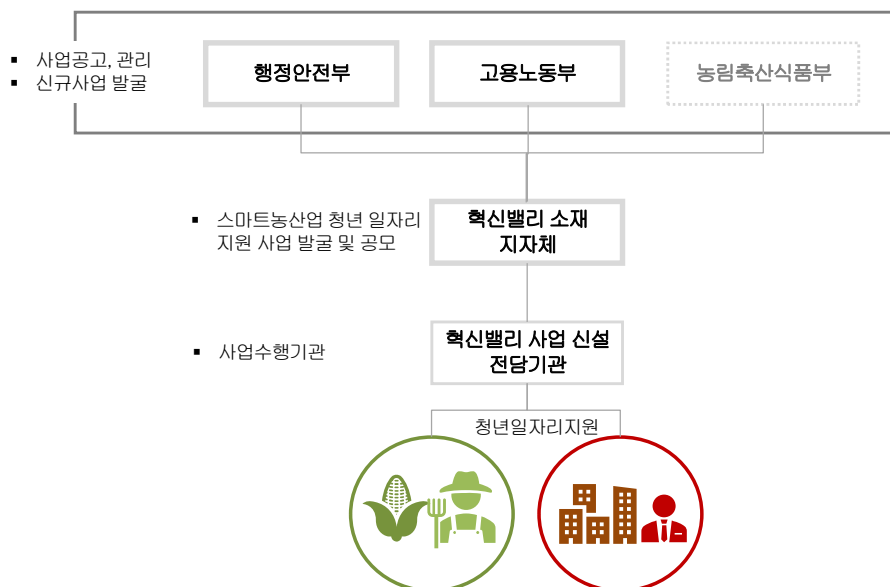 ▪ 사업공고, 관리
▪ 신규사업 발굴
행정안전부
고용노동부
농림축산식품부
▪ 스마트농산업 청년 일자리
지원 사업 발굴 및 공모
혁신밸리 소재
지자체
▪ 사업수행기관
혁신밸리 사업 신설
전담기관
청년일자리지원